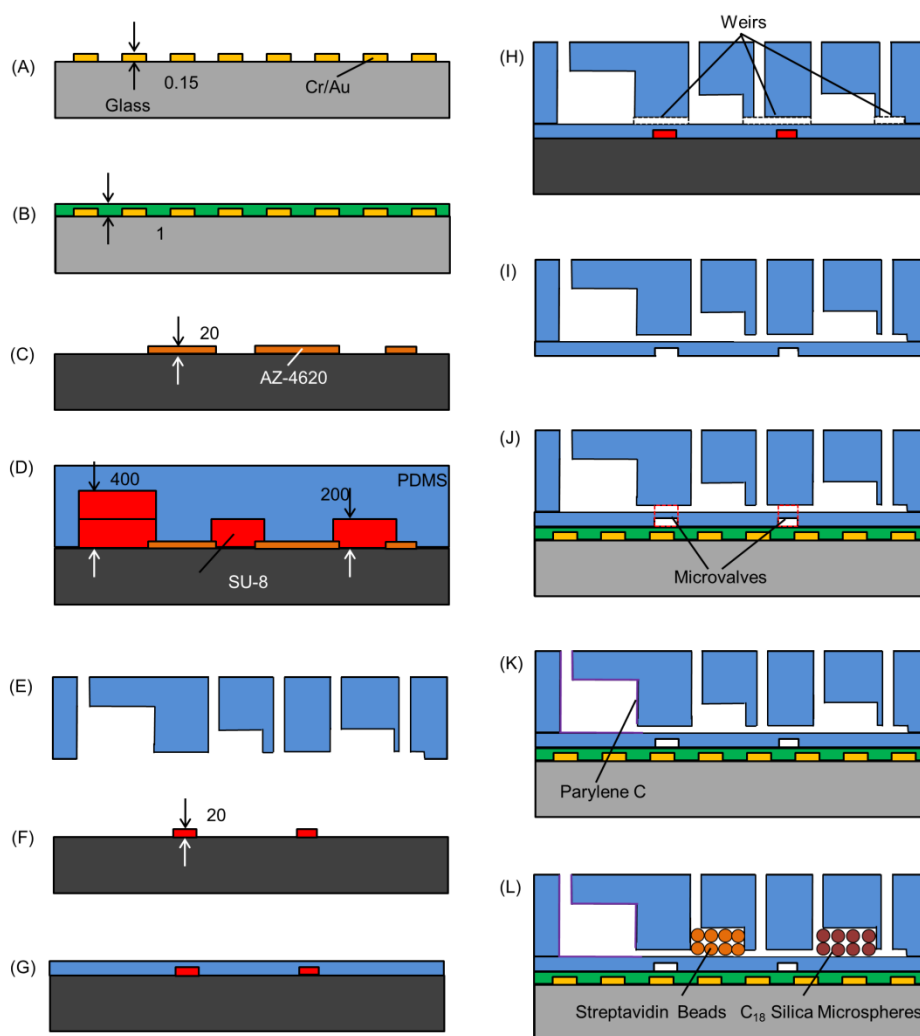 (A)
0.15
Glass
Cr/Au
(B)
1
(C)
20
AZ-4620
(D)
400
200
PDMS
SU-8
(E)
(F)
20
(G)
(H)
Weirs
(I)
(J)
Microvalves
(K)
Parylene C
(L)
Streptavidin Beads
C18 Silica Microspheres